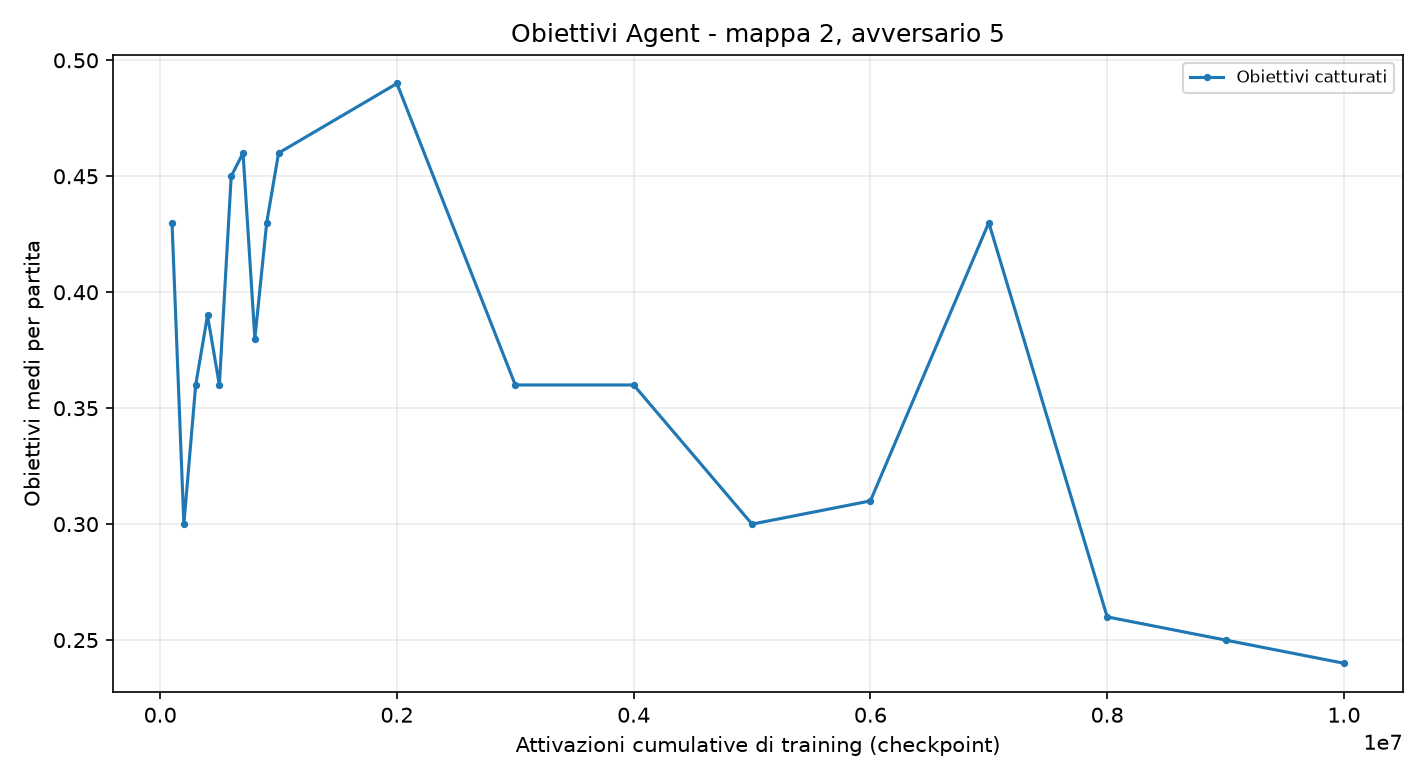 Obiettivi Agent - mappa 2, avversario 5
Obiettivi catturati
Obiettivi medi per partita
0.50
0.45
0.40
0.35
0.30
0.25
0.0 0.2 0.4 0.6 0.8 1.0
1e7
Attivazioni cumulative di training (checkpoint)